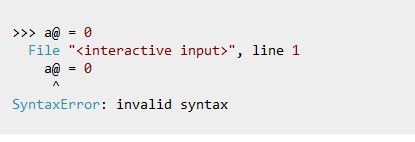 >>> a@ = 0
  File "<interactive input>", line 1
    a@ = 0
     ^
SyntaxError: invalid syntax